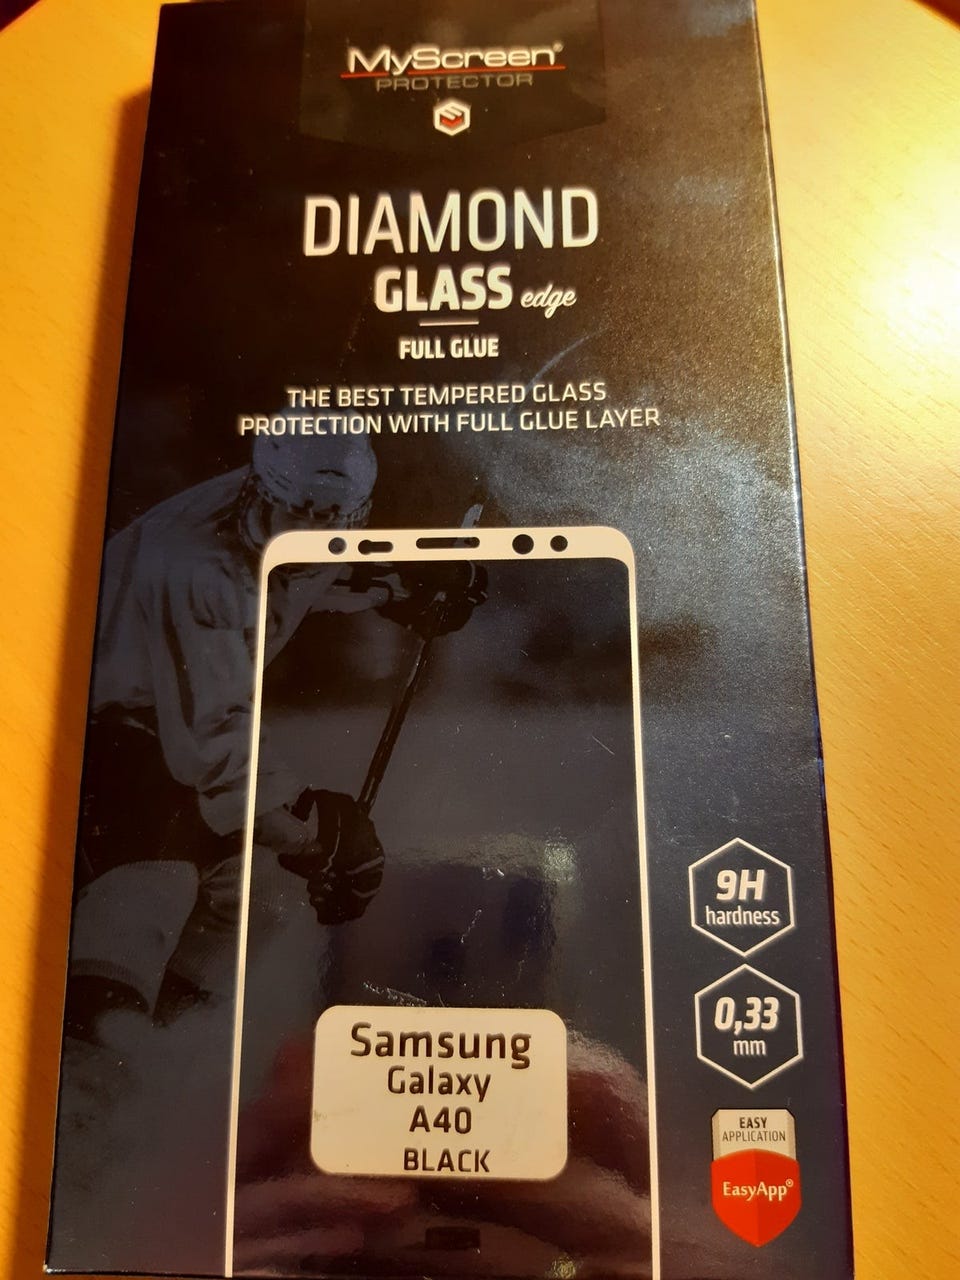 MyScreen®
PROTECTOR
DIAMOND
GLASS edge
FULL GLUE
THE BEST TEMPERED GLASS
PROTECTION WITH FULL GLUE LAYER
9H
hardness
0,33
mm
Samsung
Galaxy
A40
BLACK
EASY
APPLICATION
EasyApp®